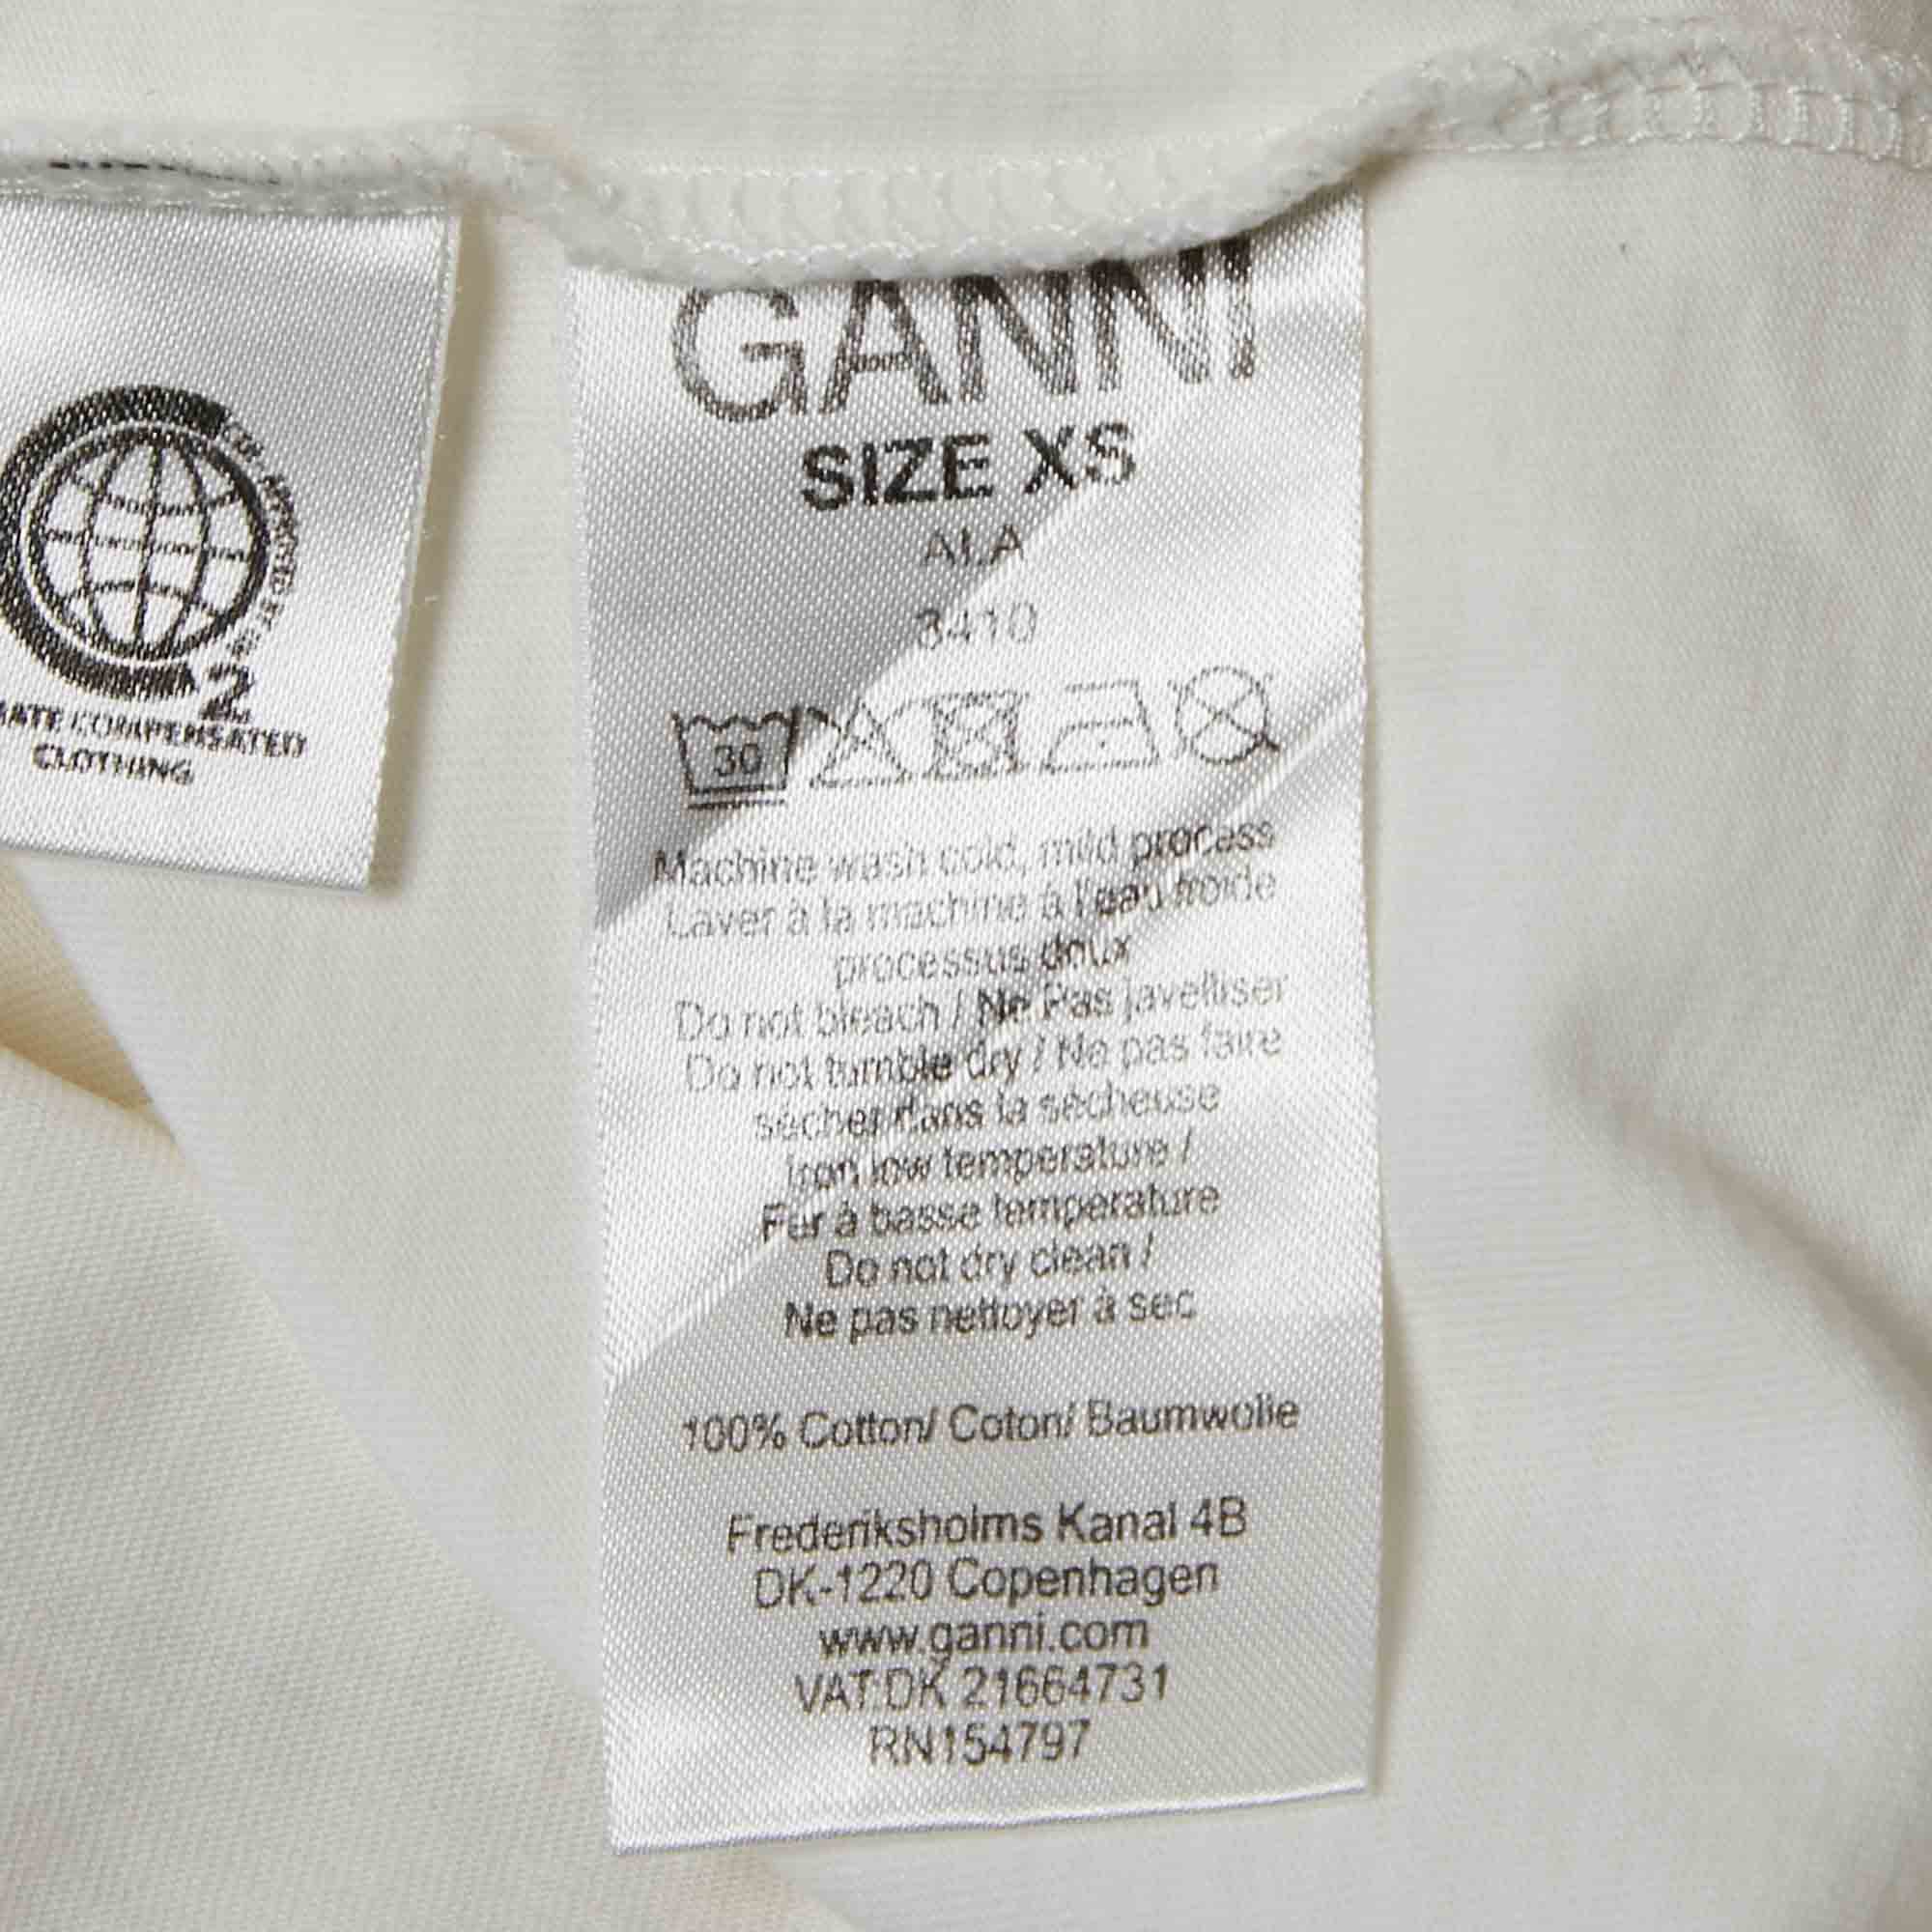 2
COMPENSATED
CLOTHING
GANNI
SIZE XS
ALA
3410
30
Machine wash cold, mild process
Laver à la machine à l'eau froide
processus doux
Do not bleach / Ne Pas javelliser
Do not tumble dry / Ne pas faire
sécher dans la sécheuse
Iron low temperature /
Fer à basse temperature
Do not dry clean /
Ne pas nettoyer à sec
100% Cotton/ Coton/ Baumwolle
Frederiksholms Kanal 4B
DK-1220 Copenhagen
www.ganni.com
VAT:DK 21664731
RN154797